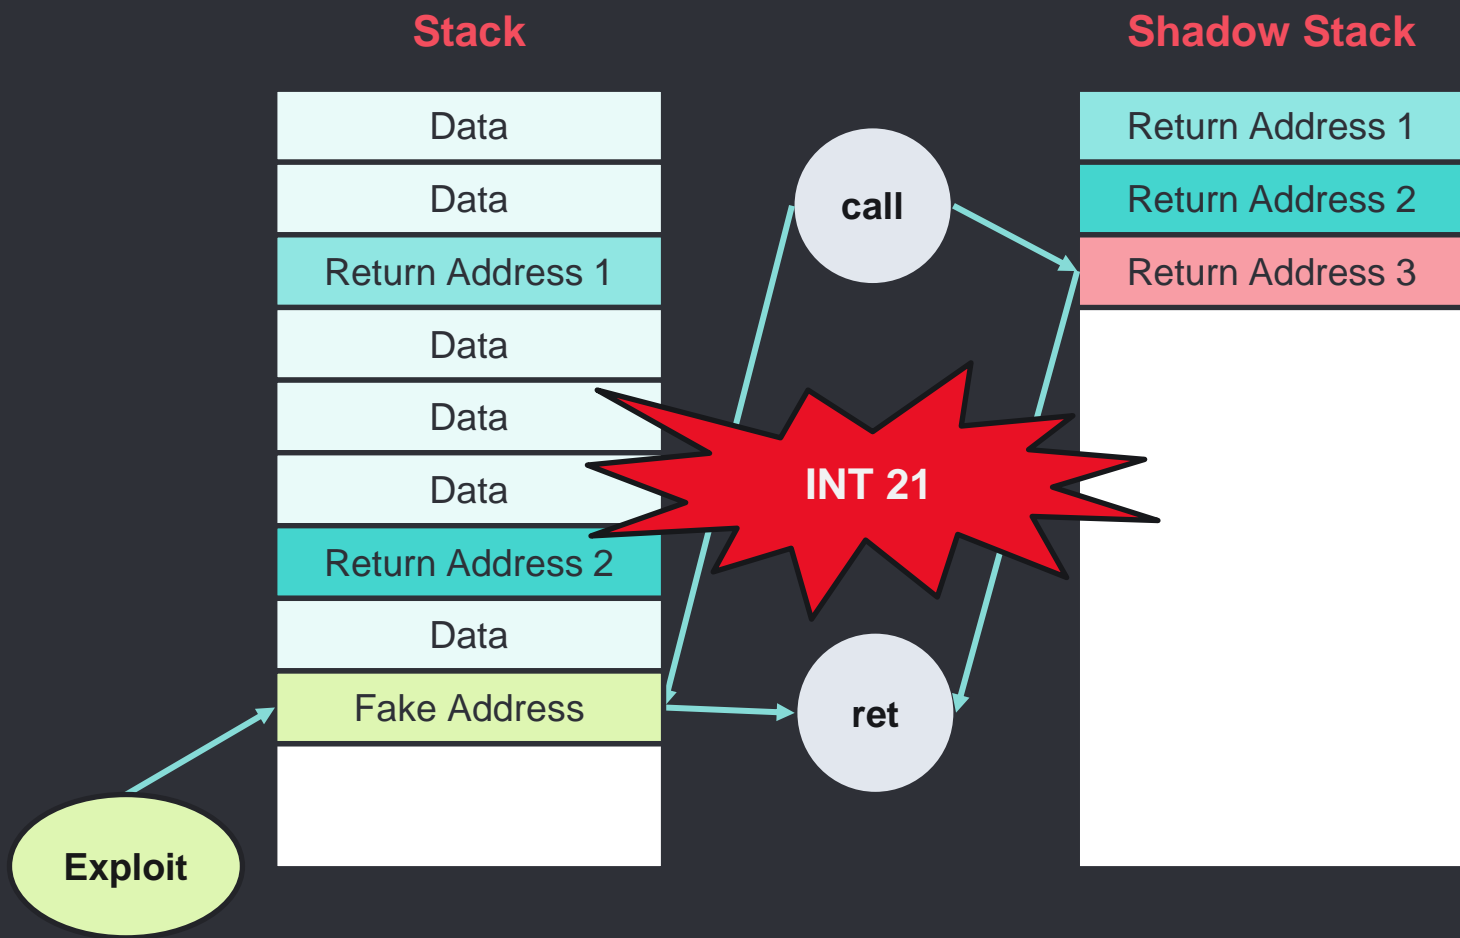 Stack
Shadow Stack
Data
Data
Return Address 1
Data
Data
Data
Return Address 2
Data
Fake Address
Exploit
call
INT 21
ret
Return Address 1
Return Address 2
Return Address 3